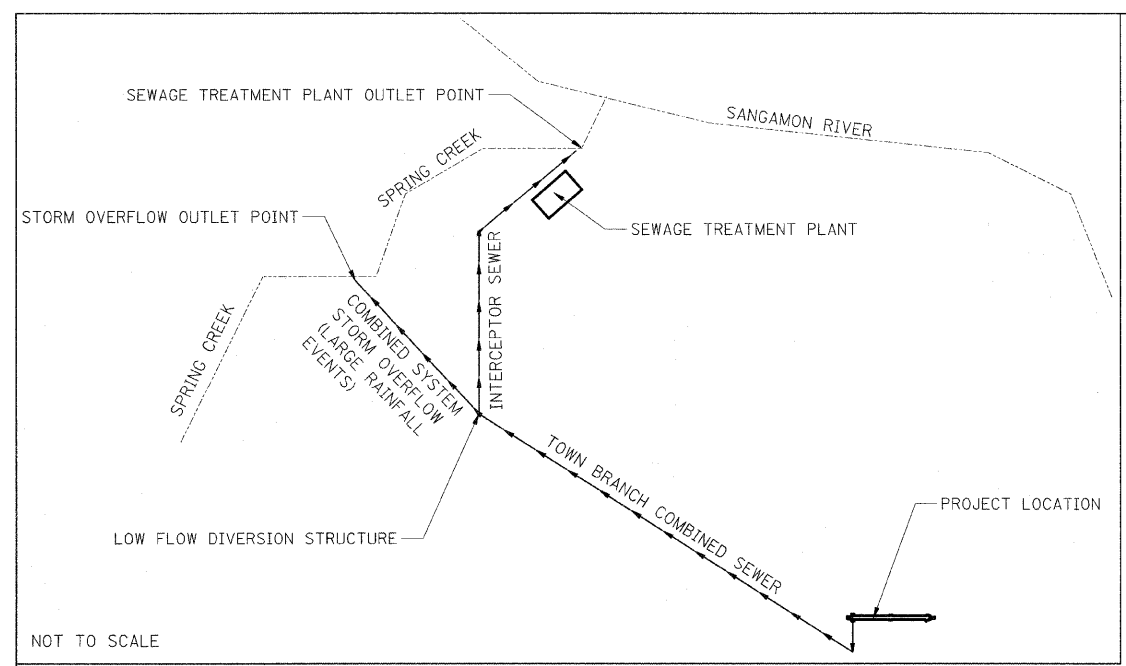 SEWAGE TREATMENT PLANT OUTLET POINT
SANGAMON RIVER
SPRING CREEK
STORM OVERFLOW OUTLET POINT
SEWAGE TREATMENT PLANT
INTERCEPTOR SEWER
COMBINED SYSTEM
STORM OVERFLOW
(LARGE RAINFALL
EVENTS)
SPRING CREEK
TOWN BRANCH COMBINED SEWER
PROJECT LOCATION
LOW FLOW DIVERSION STRUCTURE
NOT TO SCALE